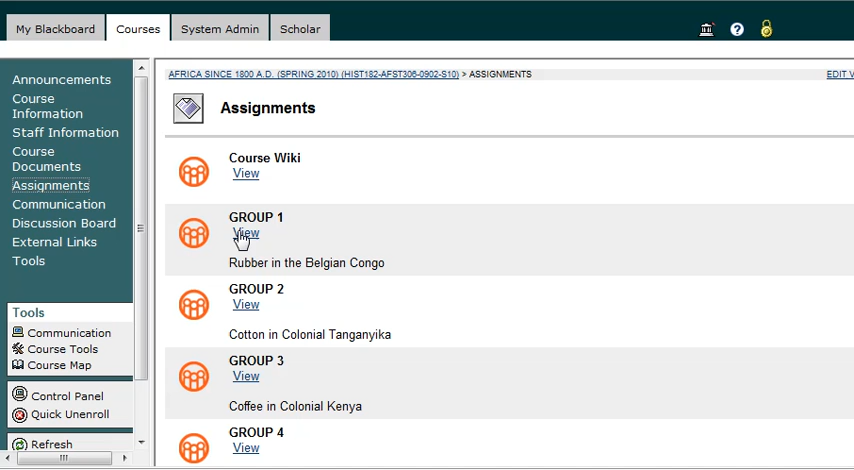 My Blackboard
Courses
System Admin
Scholar
Announcements
Course
Information
Staff Information
Course
Documents
Assignments
Communication
Discussion Board
External Links
Tools
Tools
Communication
Course Tools
Course Map
Control Panel
Quick Unenroll
Refresh
AFRICA SINCE 1800 A.D. (SPRING 2010) (HIST182-AFST306-0902-S10) > ASSIGNMENTS
EDIT V
Assignments
Course Wiki
View
GROUP 1
View
Rubber in the Belgian Congo
GROUP 2
View
Cotton in Colonial Tanganyika
GROUP 3
View
Coffee in Colonial Kenya
GROUP 4
View